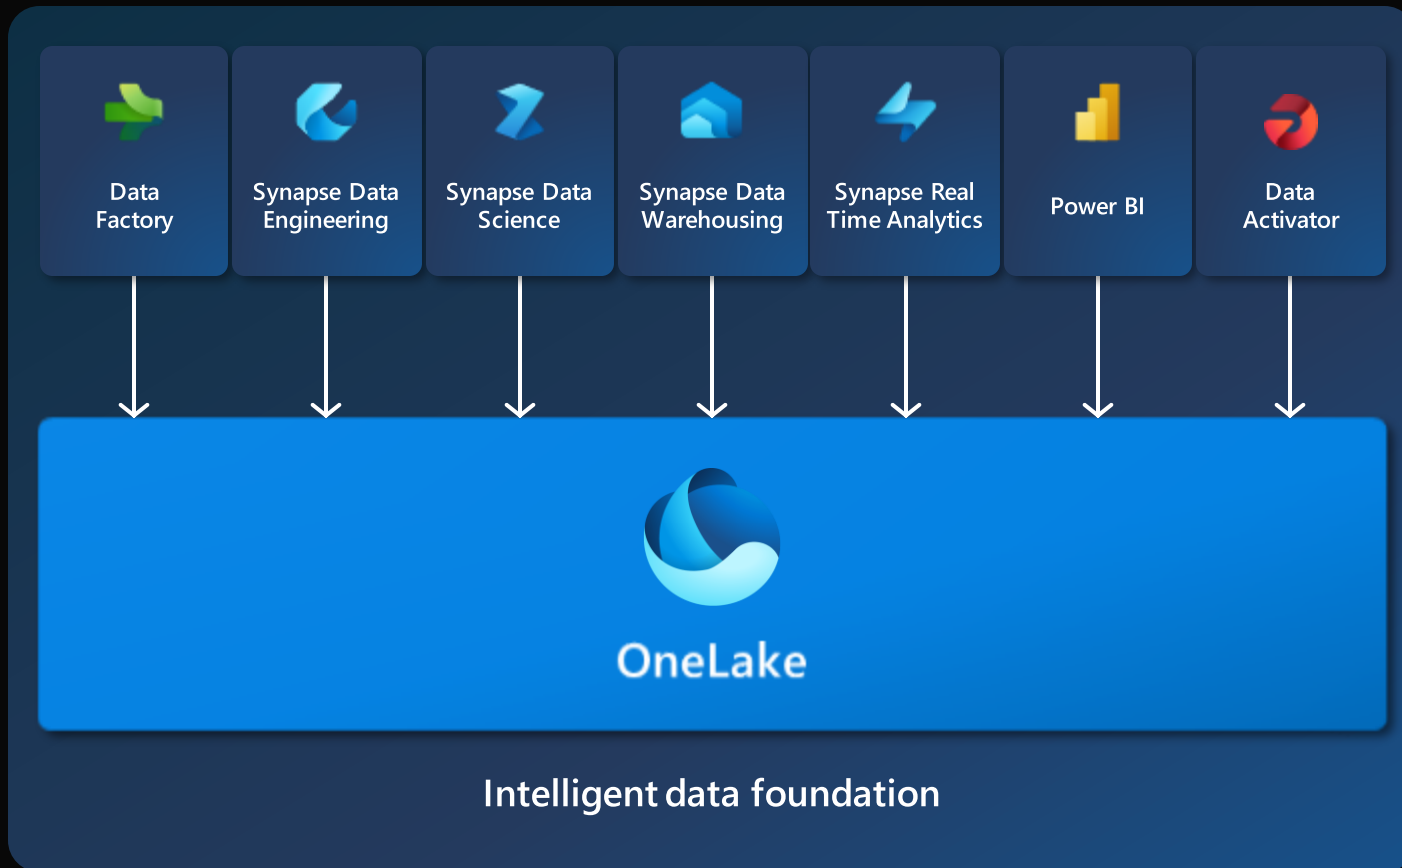 Data
Factory
Synapse Data
Engineering
Synapse Data
Science
Synapse Data
Warehousing
Synapse Real
Time Analytics
Power BI
Data
Activator
OneLake
Intelligent data foundation